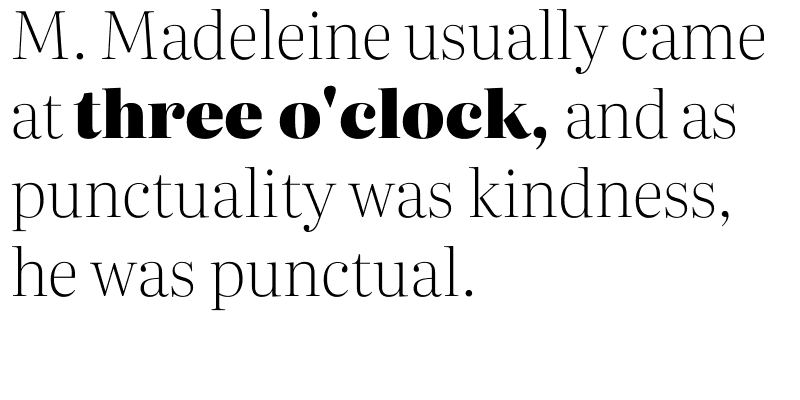 M. Madeleine usually came
at three o'clock, and as
punctuality was kindness,
he was punctual.